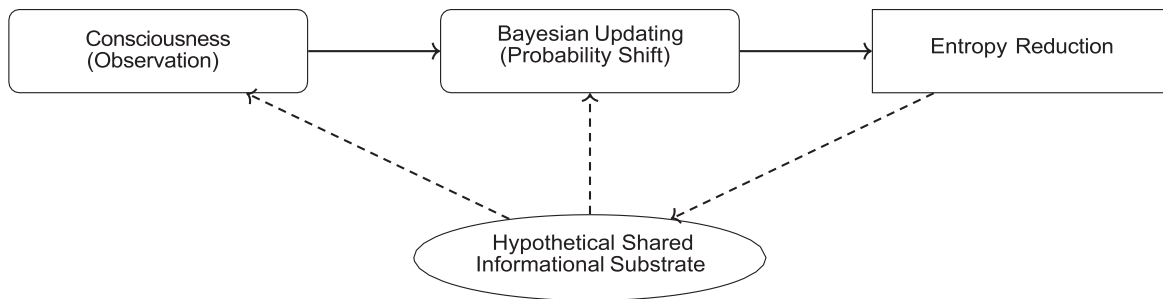 Consciousness
(Observation)
Bayesian Updating
(Probability Shift)
Entropy Reduction
Hypothetical Shared
Informational Substrate